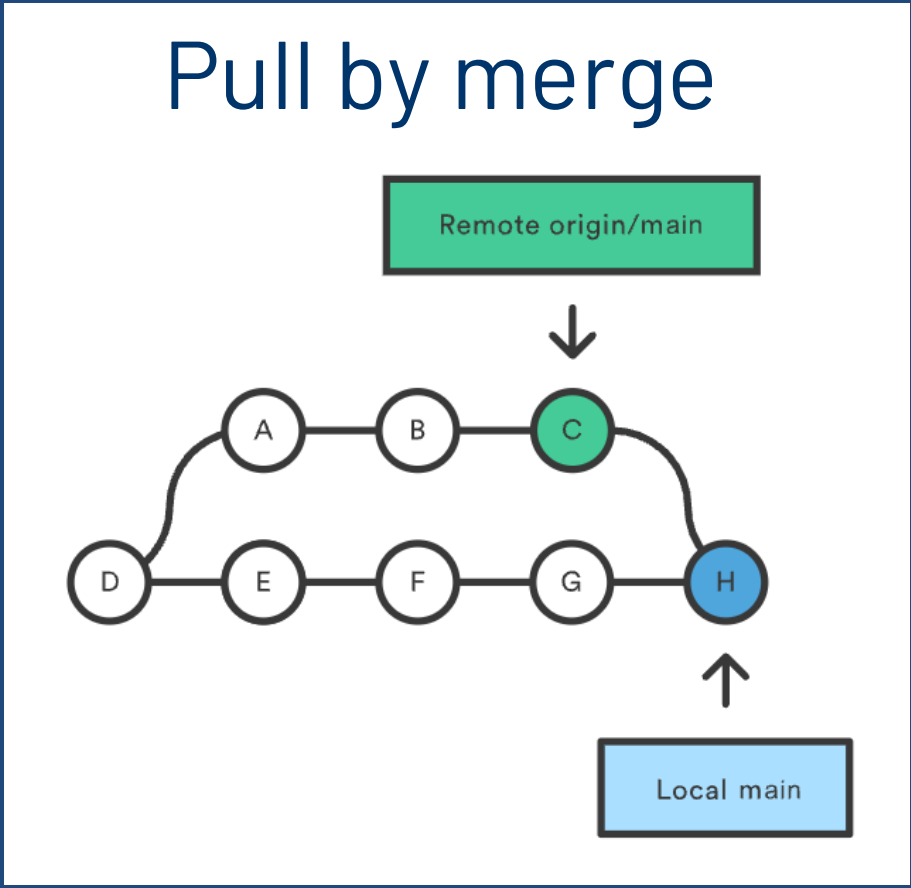 Pull by merge
Remote origin/main
A B C
D E F G H
Local main